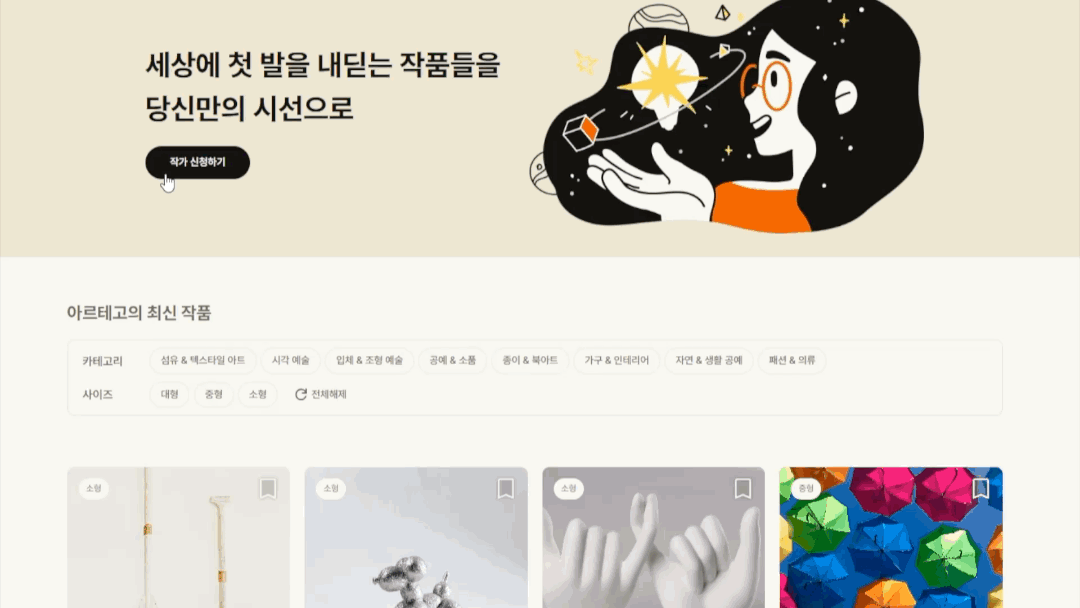 세상에 첫 발을 내딛는 작품들을
당신만의 시선으로
작가 신청하기
아르테고의 최신 작품
카테고리 섬유 & 텍스타일 아트 시각 예술 입체 & 조형 예술 공예 & 소품 종이 & 북아트 가구 & 인테리어 자연 & 생활 공예 패션 & 의류
사이즈 대형 중형 소형 전체해제
소형 소형 소형 중형